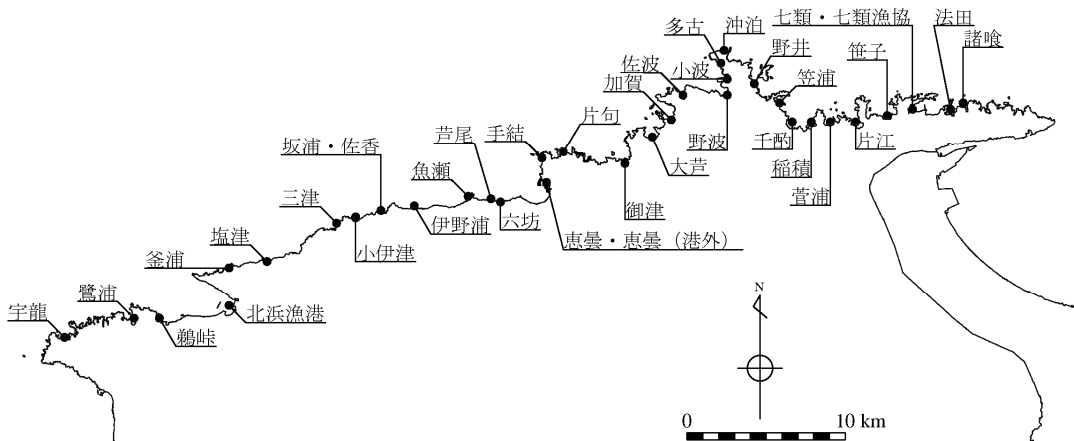 七類・七類漁協
法田
諸喰
多古
沖泊
野井
笹子
佐波
小波
笠浦
加賀
片句
手結
芦尾
坂浦・佐香
魚瀬
野波
千酌
片江
大芦
稲積
菅浦
三津
御津
伊野浦
六坊
塩津
小伊津
恵曇・恵曇（港外）
釜浦
鷺浦
宇龍
北浜漁港
鵜峠
N
0 10 km